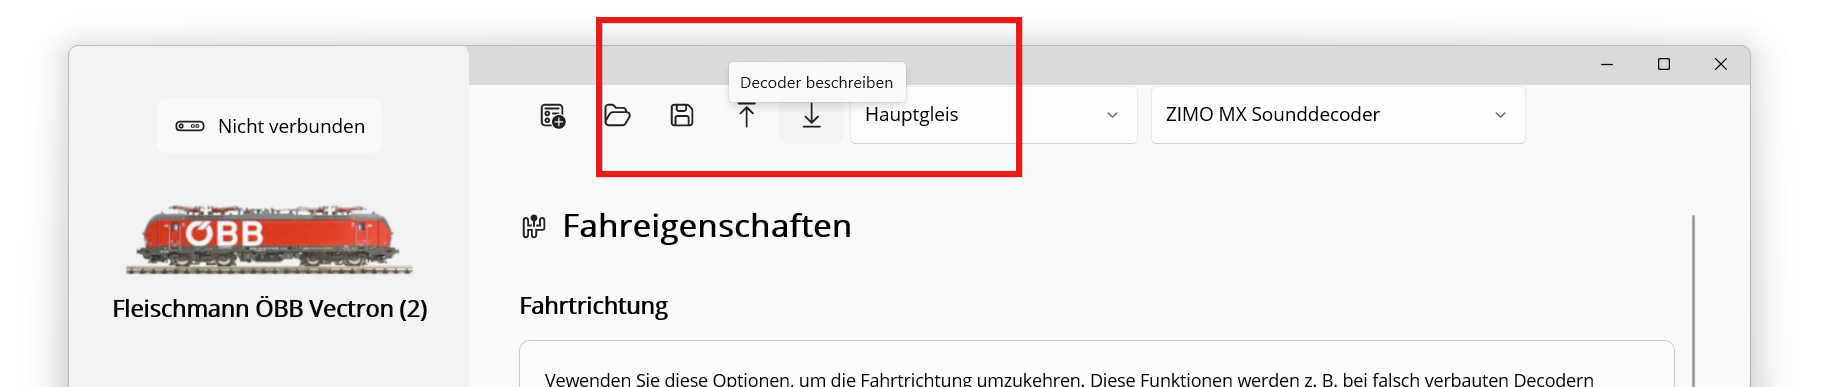 Decoder beschreiben
Nicht verbunden
Hauptgleis
ZIMO MX Sounddecoder
ÖBB
Fahreigenschaften
Fleischmann ÖBB Vectron (2)
Fahrtrichtung
Vewenden Sie diese Optionen, um die Fahrtrichtung umzukehren. Diese Funktionen werden z. B. bei falsch verbauten Decodern